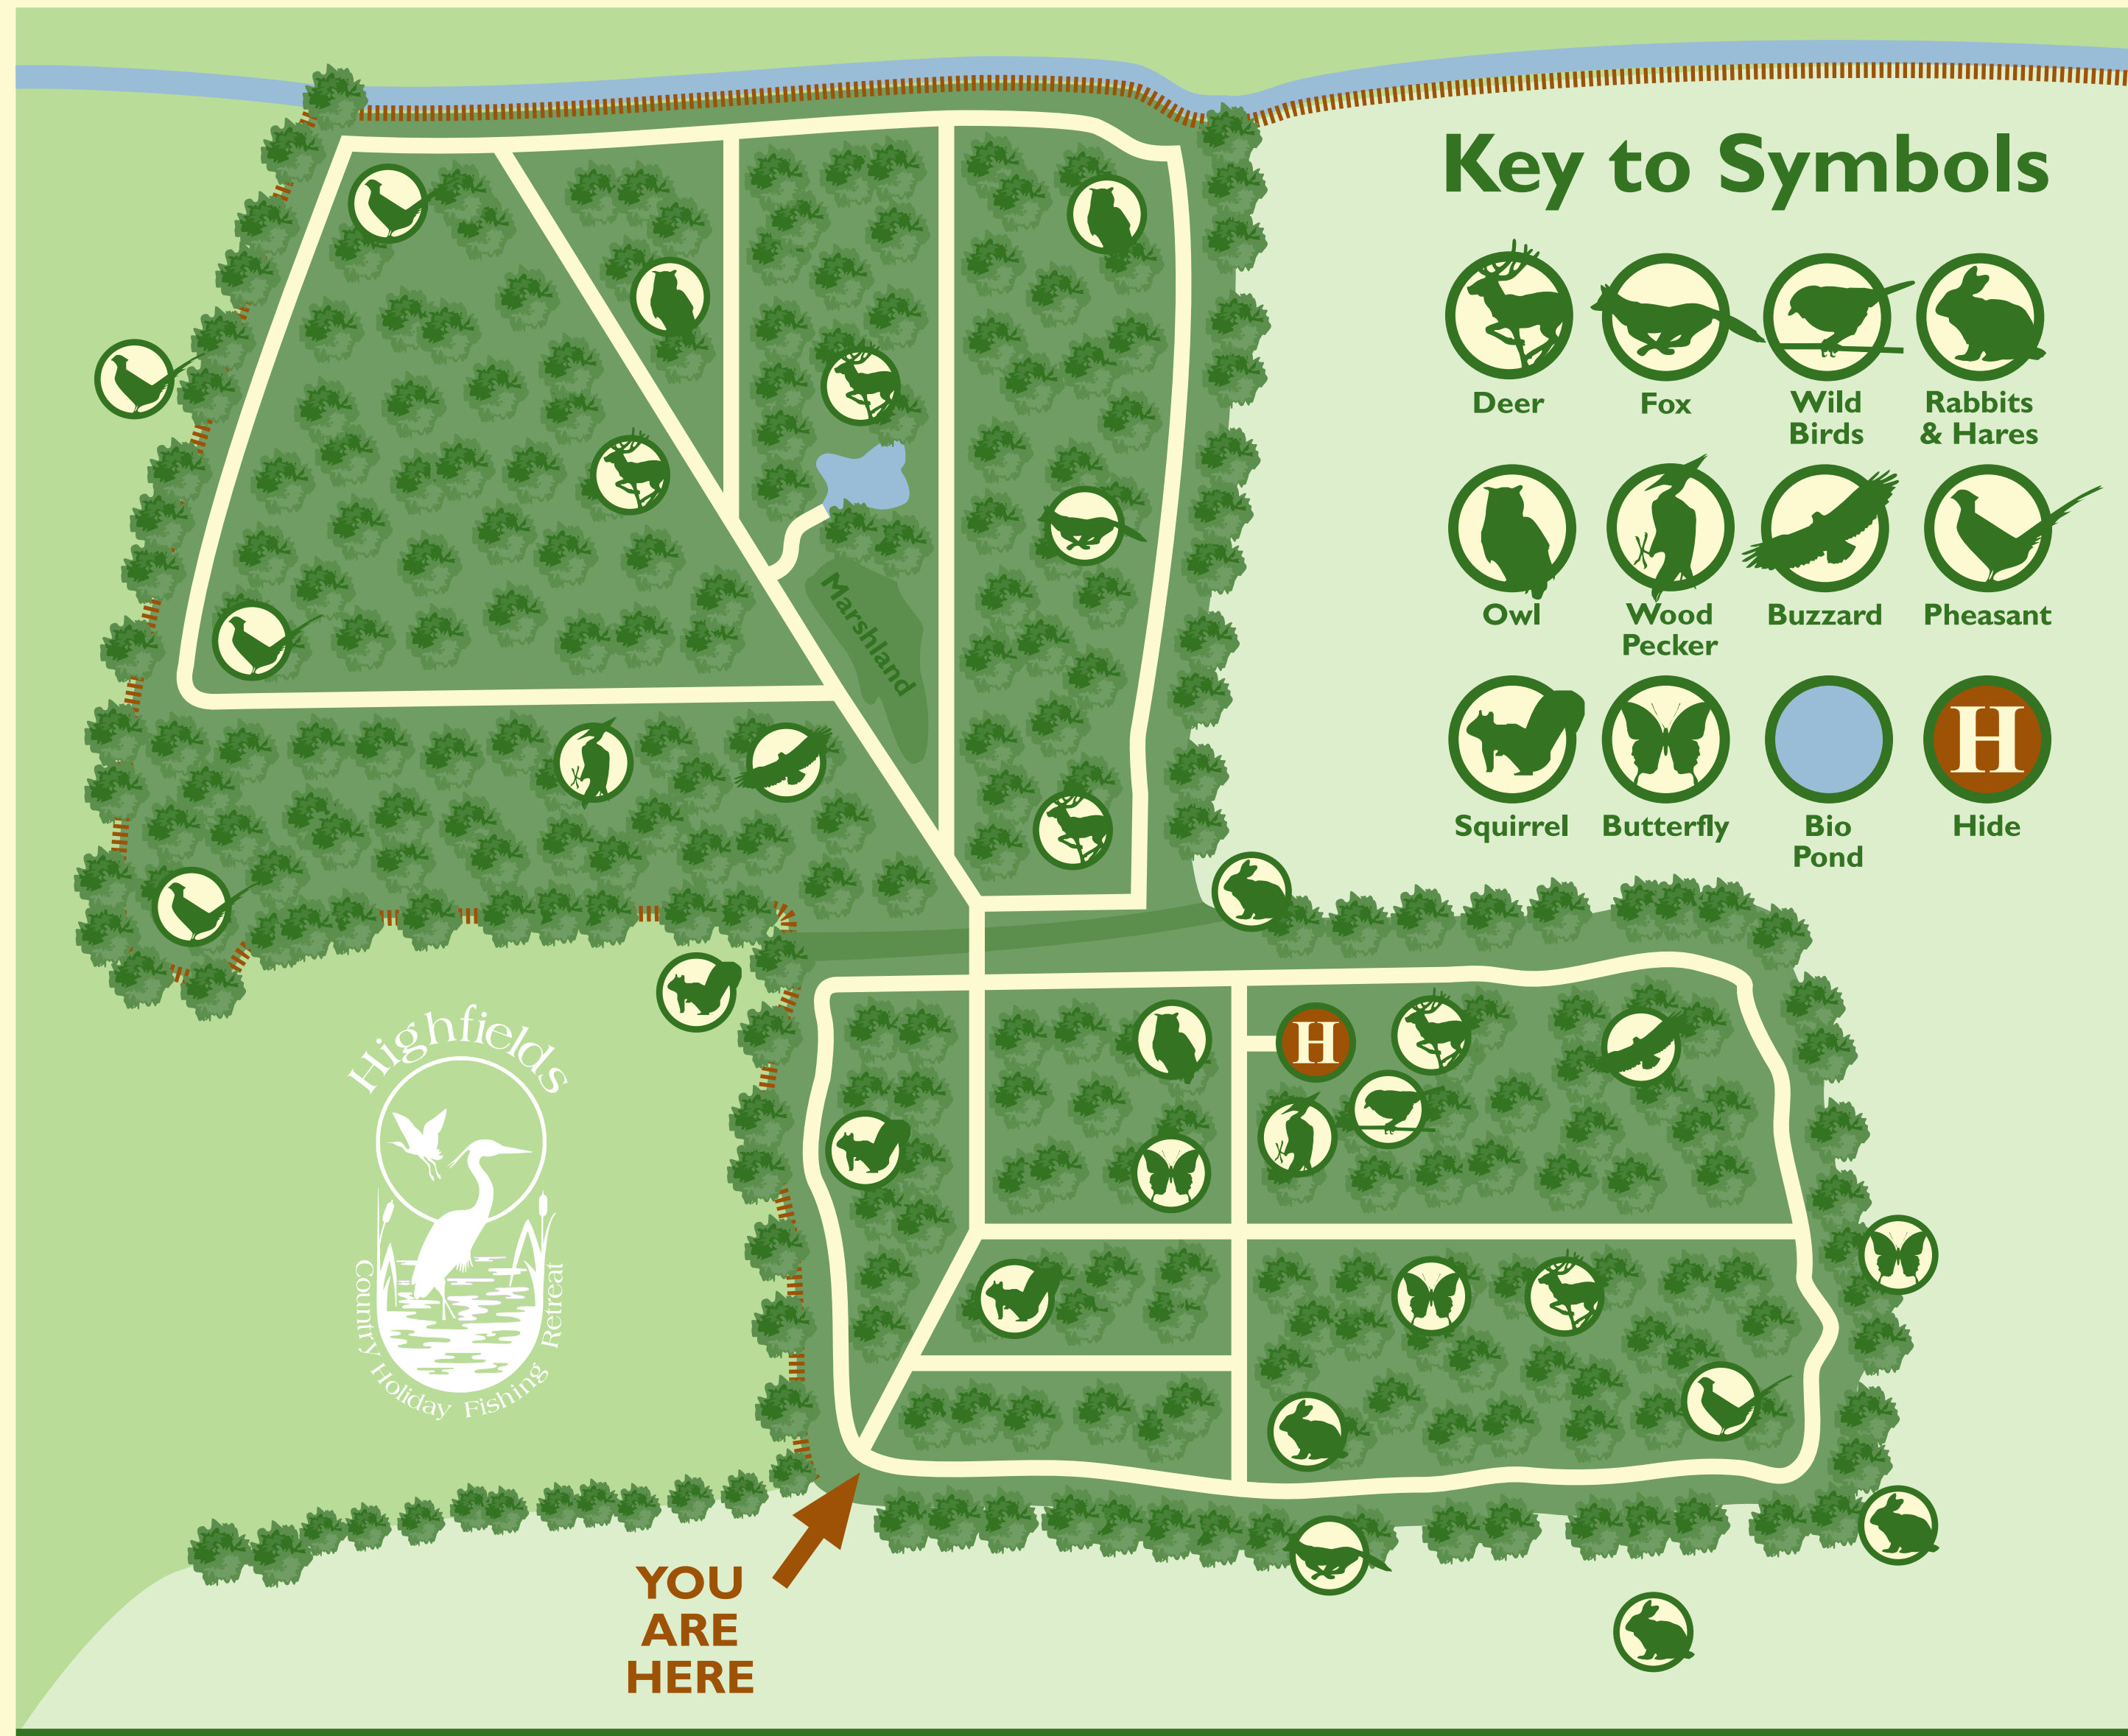 Key to Symbols
Deer
Fox
Wild
Birds
Rabbits
& Hares
Owl
Wood
Pecker
Buzzard
Pheasant
Squirrel
Butterfly
Bio
Pond
H
Hide
Marshland
H
Highfields
Country Holiday Fishing Retreat
YOU
ARE
HERE